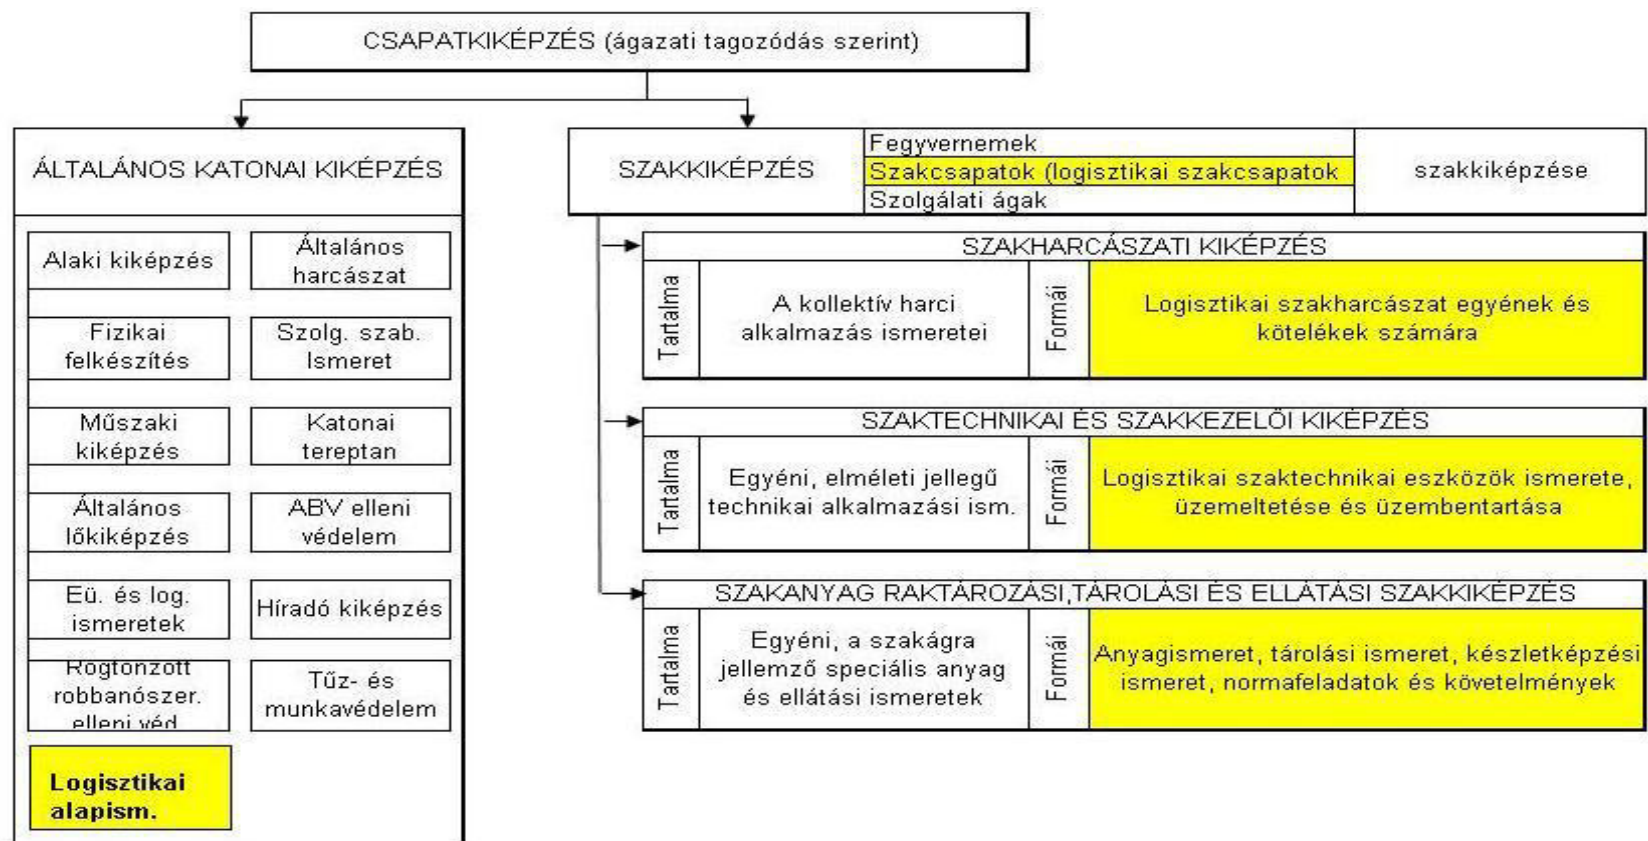 CSAPATKIKÉPZÉS (ágazati tagozódás szerint)
ÁLTALÁNOS KATONAI KIKÉPZÉS
Alaki kiképzés
Általános
harcászat
Fizikai
felkészítés
Szolg. szab.
Ismeret
Műszaki
kiképzés
Katonai
tereptan
Általános
lőkiképzés
ABV elleni
védelem
Eü. és log.
ismeretek
Híradó kiképzés
Rögtönzött
robbanószer.
elleni véd.
Tűz- és
munkavédelem
Logisztikai
alapism.
SZAKKIKÉPZÉS
Fegyvernemek
Szakcsapatok (logisztikai szakcsapatok
Szolgálati ágak
szakkiképzése
SZAKHARCÁSZATI KIKÉPZÉS
Tartalma
A kollektív harci
alkalmazás ismeretei
Formái
Logisztikai szakharcászat egyének és
kötelékek számára
SZAKTECHNIKAI ÉS SZAKKEZELŐI KIKÉPZÉS
Tartalma
Egyéni, elméleti jellegű
technikai alkalmazási ism.
Formái
Logisztikai szaktechnikai eszközök ismerete,
üzemeltetése és üzembentartása
SZAKANYAG RAKTÁROZÁSI,TÁROLÁSI ÉS ELLÁTÁSI SZAKKIKÉPZÉS
Tartalma
Egyéni, a szakágra
jellemző speciális anyag
és ellátási ismeretek
Formái
Anyagismeret, tárolási ismeret, készletképzési
ismeret, normafeladatok és követelmények